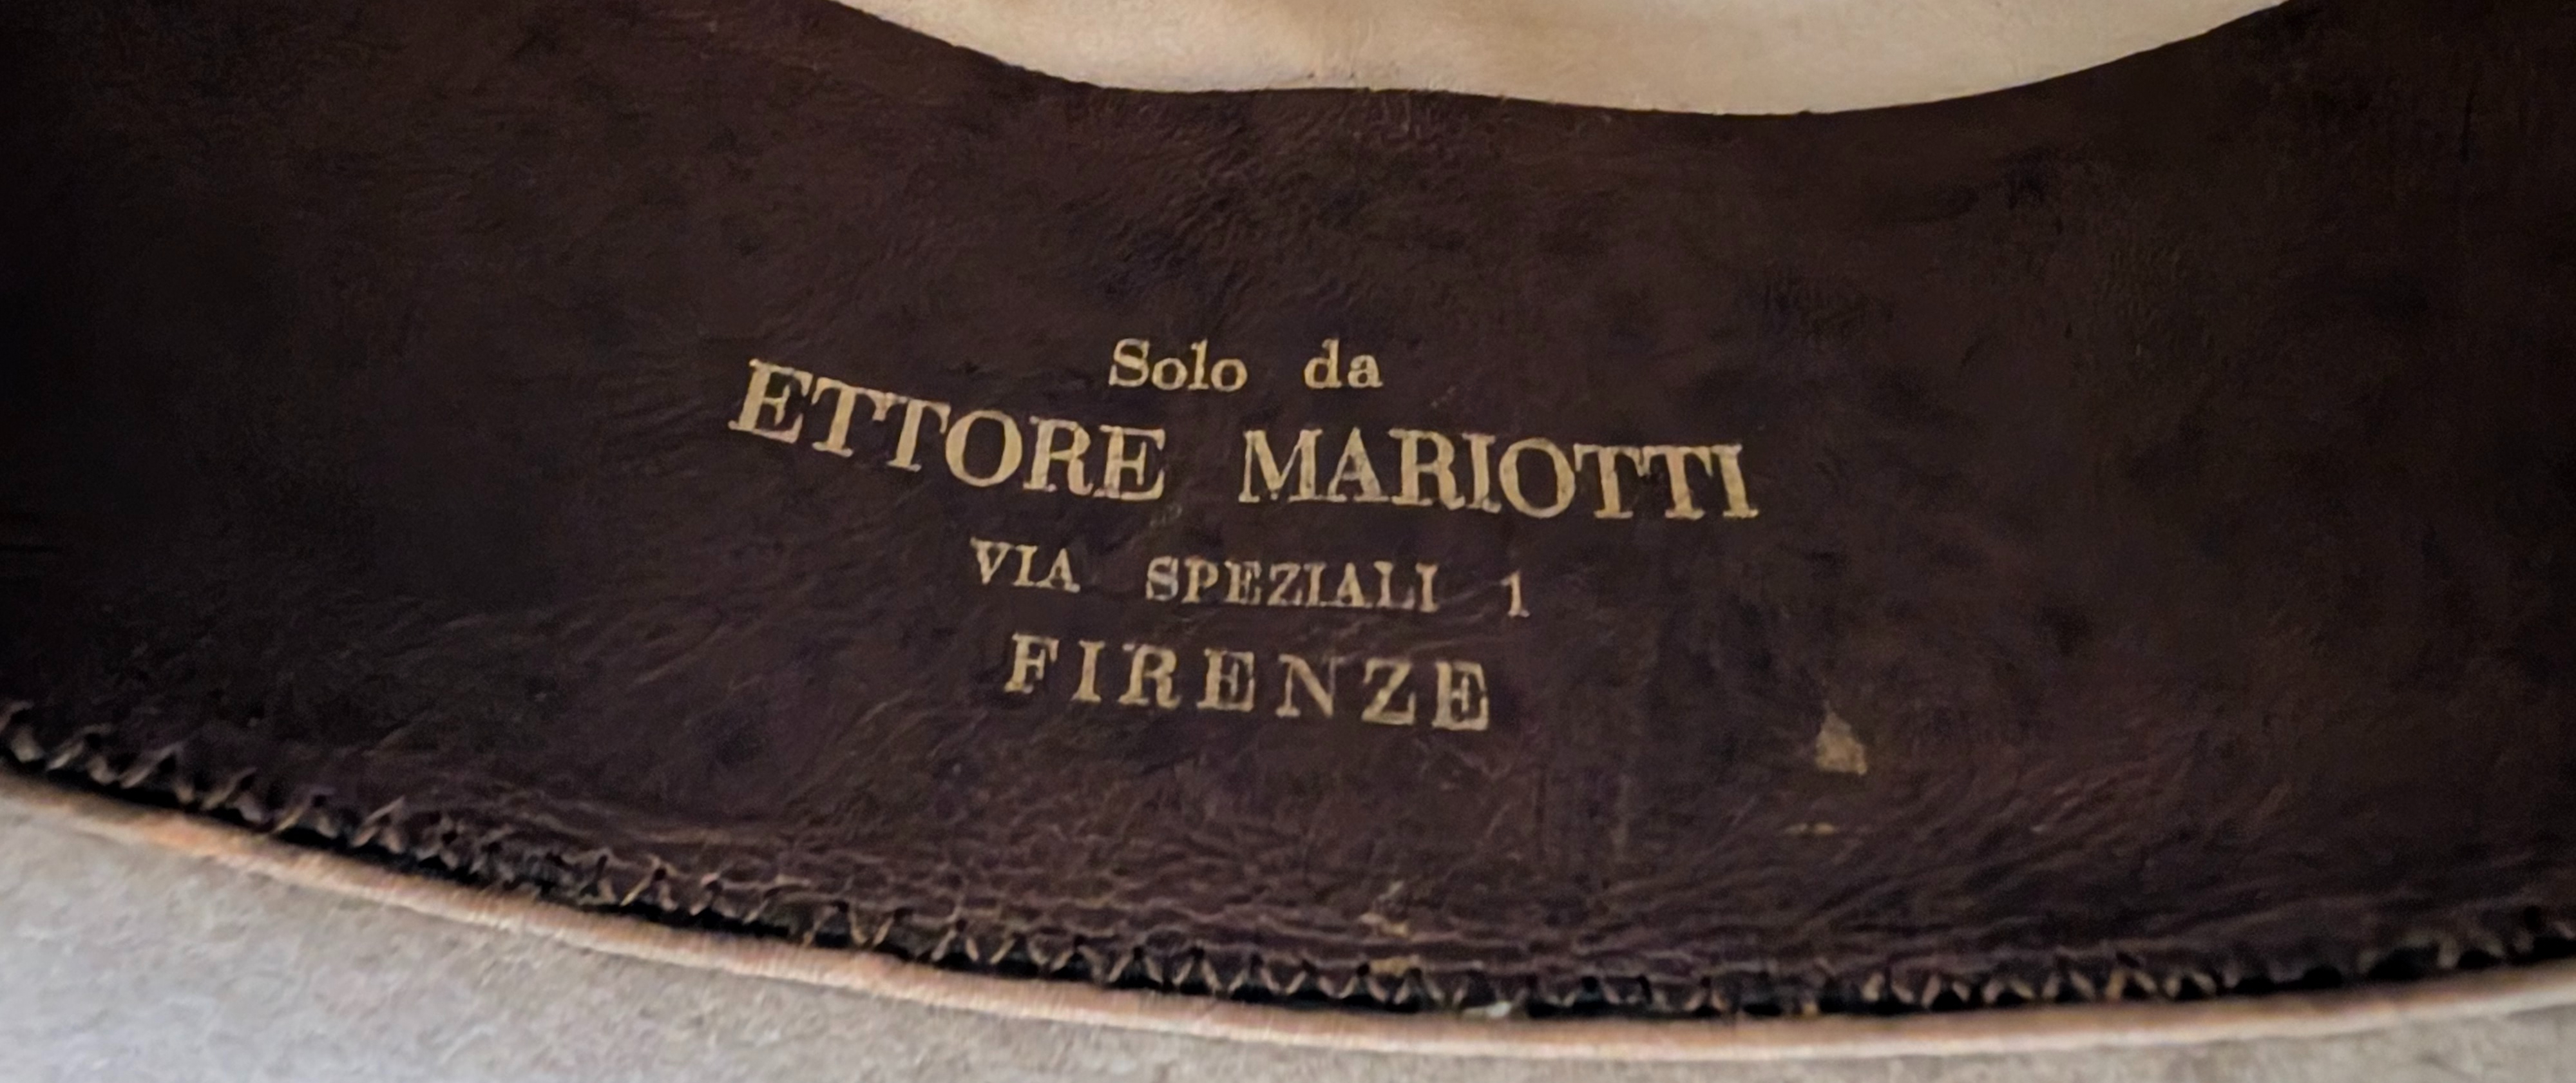 Solo da
ETTORE MARIOTTI
VIA SPEZIALI 1
FIRENZE